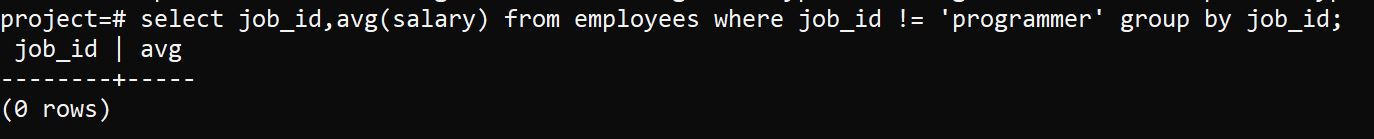 project=# select job_id,avg(salary) from employees where job_id != 'programmer' group by job_id;
 job_id | avg
--------+-----
(0 rows)